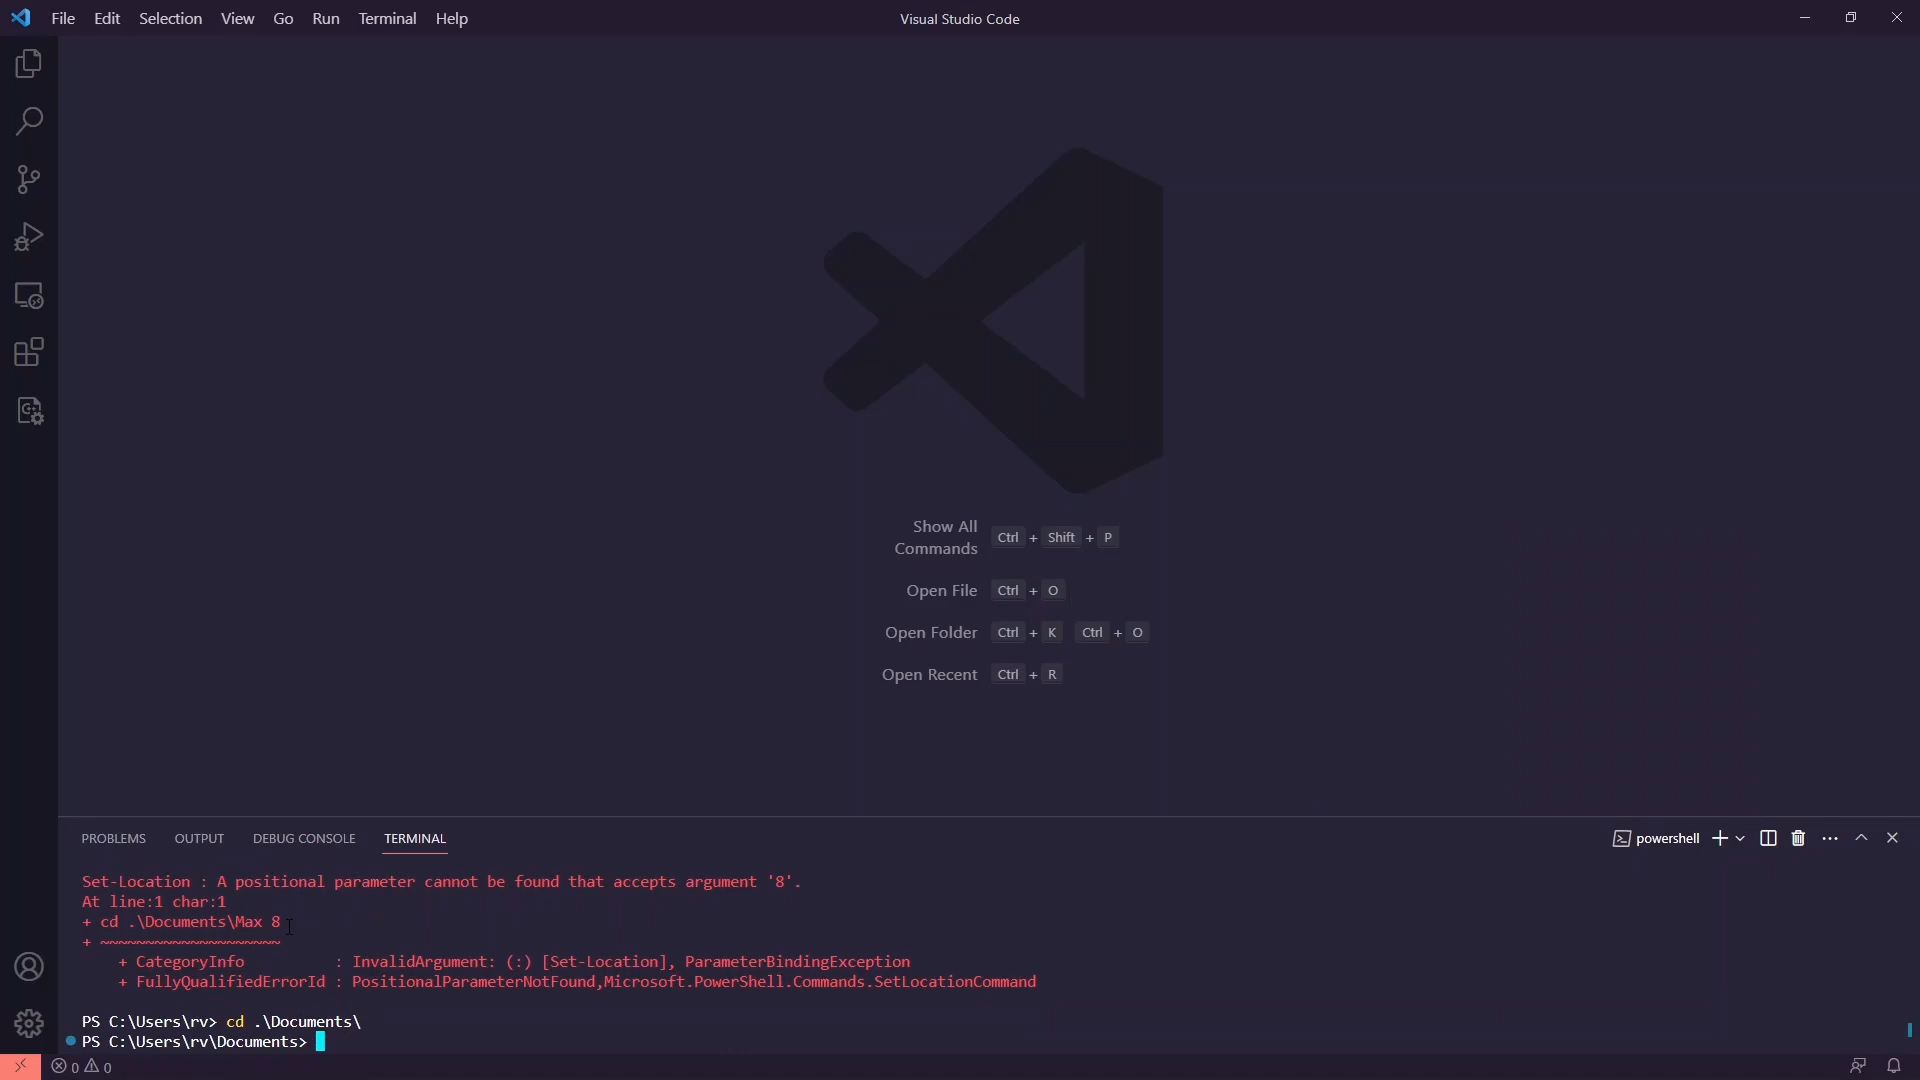 File Edit Selection View Go Run Terminal Help
Visual Studio Code
Show All Commands Ctrl + Shift + P
Open File Ctrl + O
Open Folder Ctrl + K Ctrl + O
Open Recent Ctrl + R
PROBLEMS OUTPUT DEBUG CONSOLE TERMINAL
powershell
Set-Location : A positional parameter cannot be found that accepts argument '8'.
At line:1 char:1
+ cd .\Documents\Max 8
+ ~~~~~~~~~~~~~~~~~~~~
+ CategoryInfo : InvalidArgument: (:) [Set-Location], ParameterBindingException
+ FullyQualifiedErrorId : PositionalParameterNotFound,Microsoft.PowerShell.Commands.SetLocationCommand
PS C:\Users\rv> cd .\Documents\
PS C:\Users\rv\Documents>
0 0